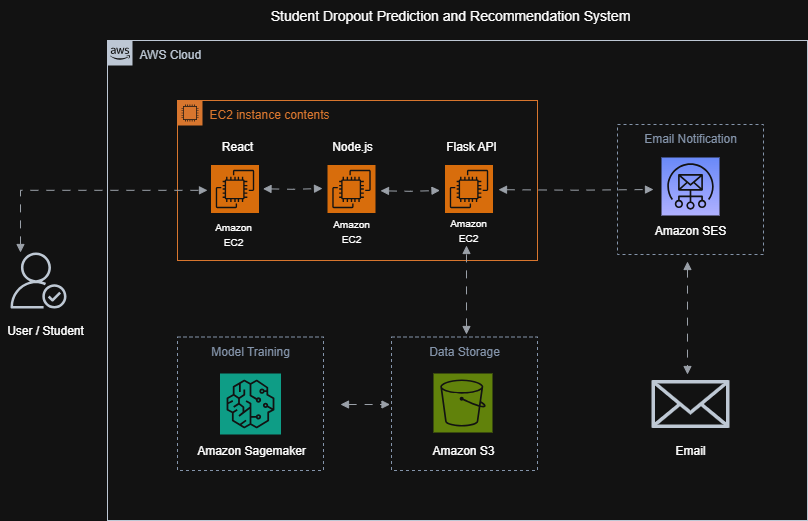 Student Dropout Prediction and Recommendation System
aws
AWS Cloud
EC2 instance contents
React
Node.js
Flask API
Amazon
EC2
Amazon
EC2
Amazon
EC2
Email Notification
Amazon SES
User / Student
Model Training
Amazon Sagemaker
Data Storage
Amazon S3
Email